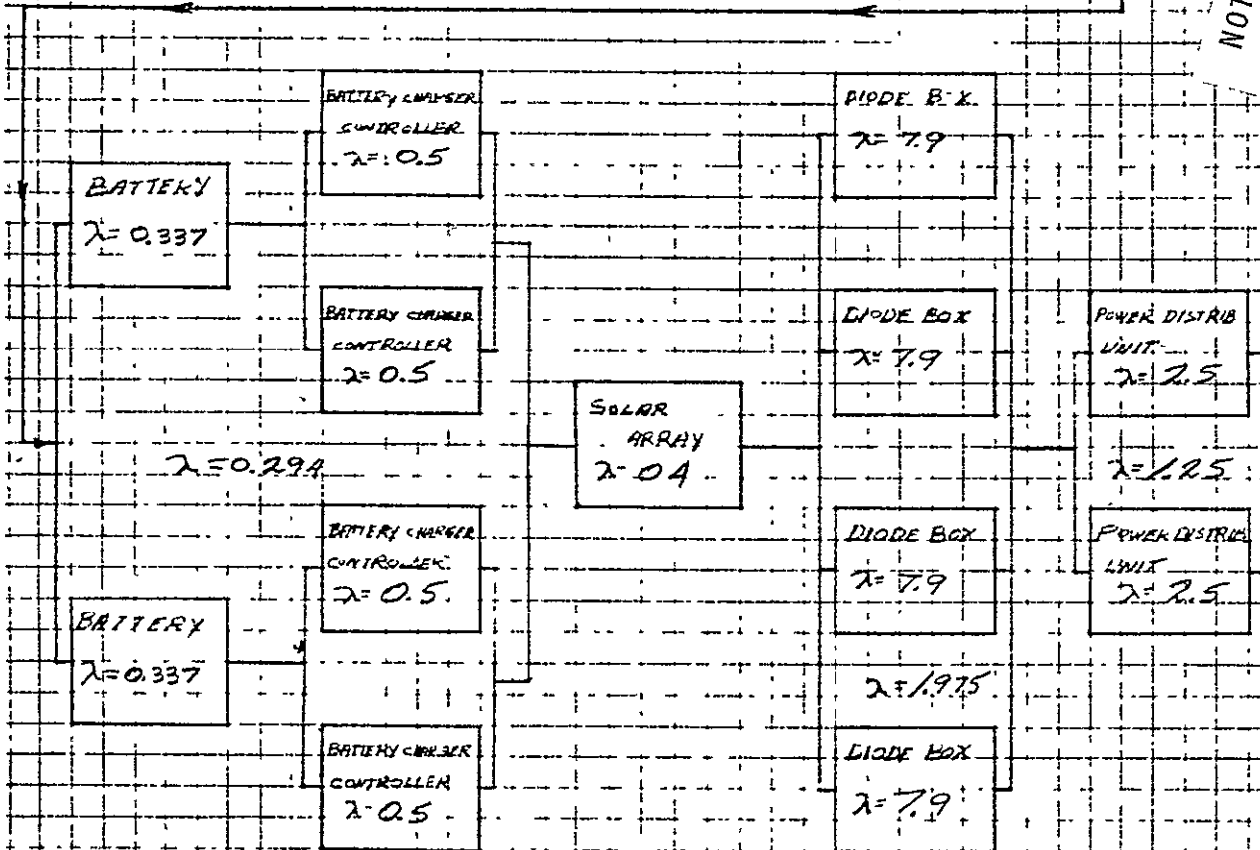 NOT
BATTERY CHARGER
CONTROLLER
λ=0.5
DIODE B X
λ=7.9
BATTERY
λ=0.337
BATTERY CHARGER
CONTROLLER
λ=0.5
DIODE BOX
λ=7.9
POWER DISTRIB
UNIT
λ=2.5
SOLAR
ARRAY
λ-04
λ=0.294
λ=1.25
BATTERY CHARGER
CONTROLLER
λ=0.5
DIODE BOX
λ=7.9
POWER DISTRIB
UNIT
λ=2.5
BATTERY
λ=0.337
λ=1.975
BATTERY CHARGER
CONTROLLER
λ-0.5
DIODE BOX
λ=7.9